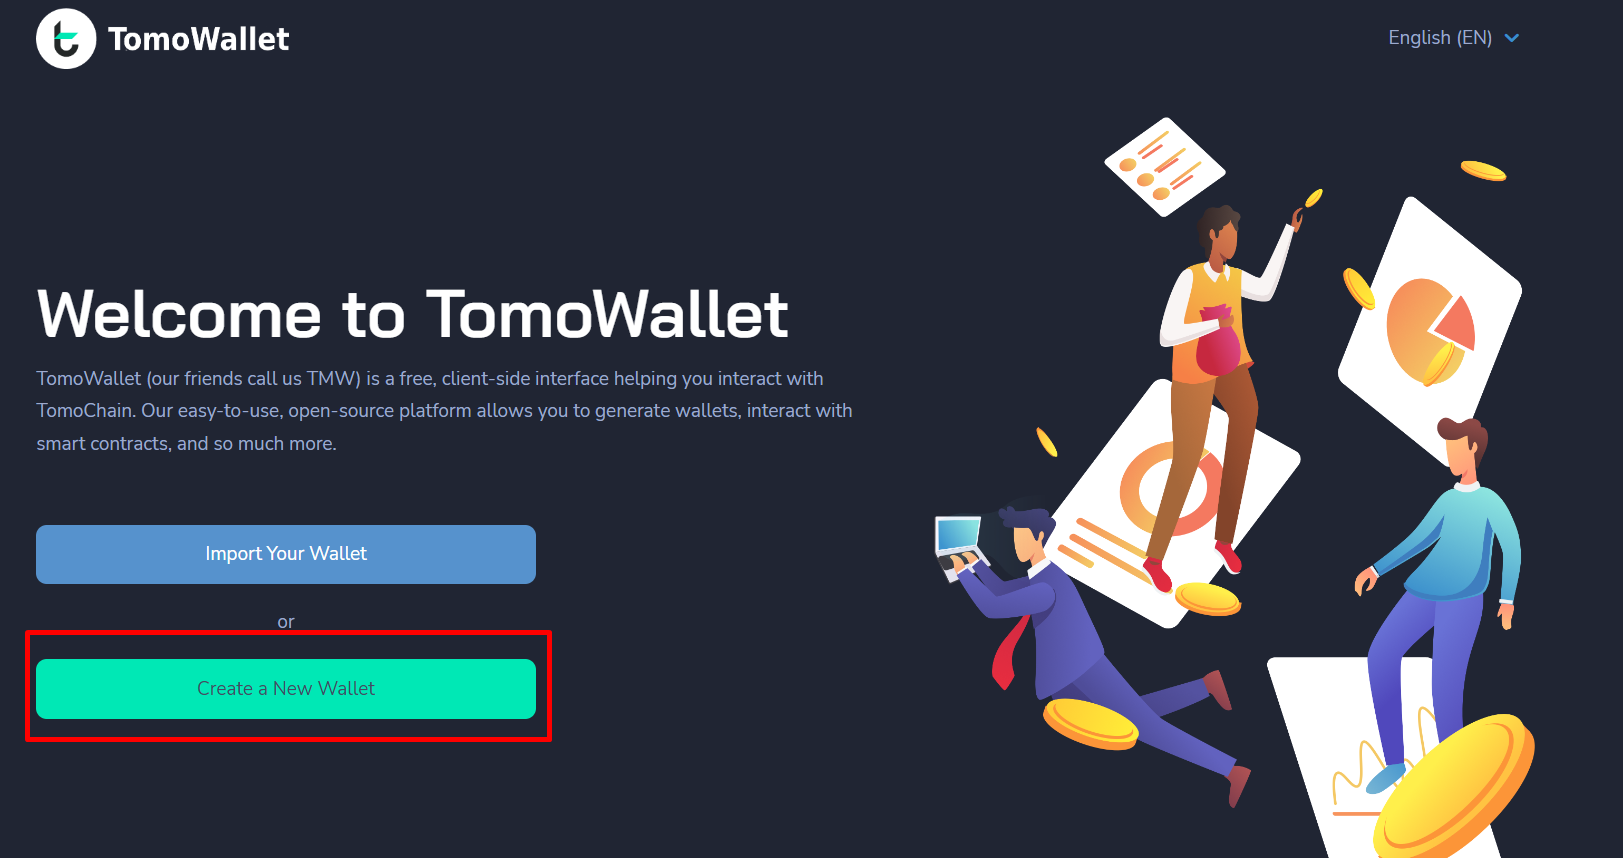 TomoWallet
English (EN)
Welcome to TomoWallet
TomoWallet (our friends call us TMW) is a free, client-side interface helping you interact with
TomoChain. Our easy-to-use, open-source platform allows you to generate wallets, interact with
smart contracts, and so much more.
Import Your Wallet
or
Create a New Wallet